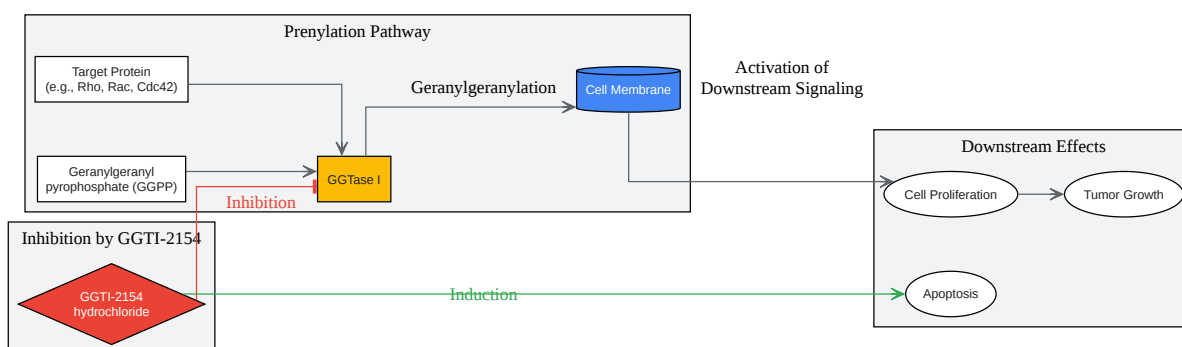 Prenylation Pathway
Target Protein
(e.g., Rho, Rac, Cdc42)
Geranylgeranylation
Cell Membrane
Activation of
Downstream Signaling
Geranylgeranyl
pyrophosphate (GGPP)
GGTase I
Inhibition
Downstream Effects
Cell Proliferation
Tumor Growth
Inhibition by GGTI-2154
GGTI-2154
hydrochloride
Induction
Apoptosis